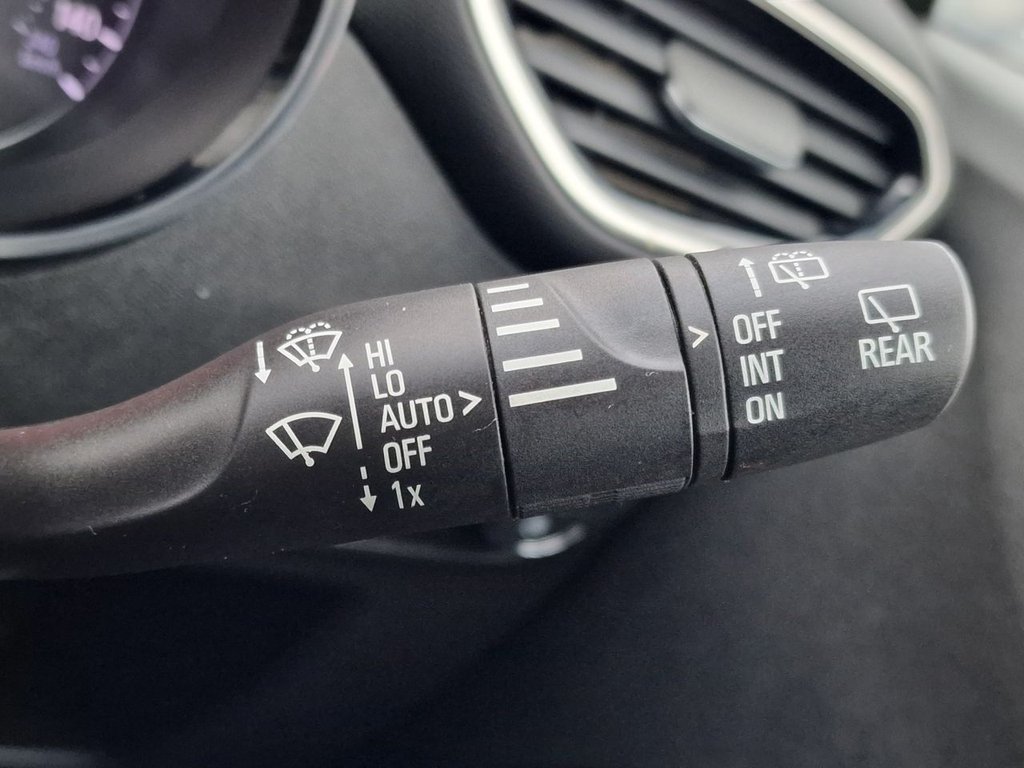 HI
LO
AUTO >
OFF
1x
>
OFF
INT
ON
REAR